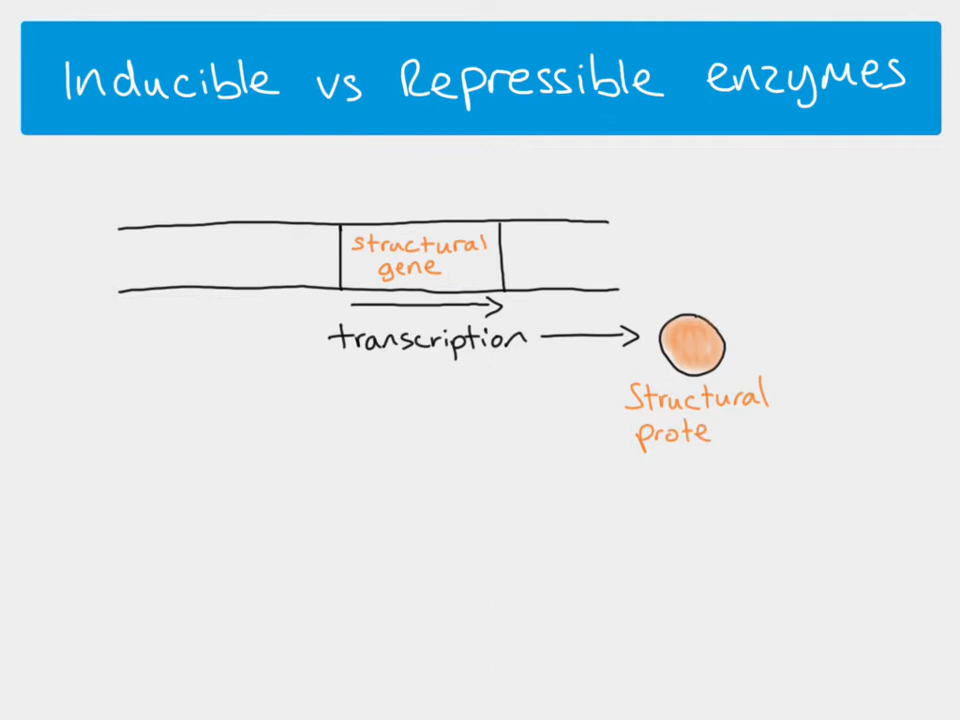 Inducible vs Repressible enzymes
structural
gene
transcription
Structural
prote